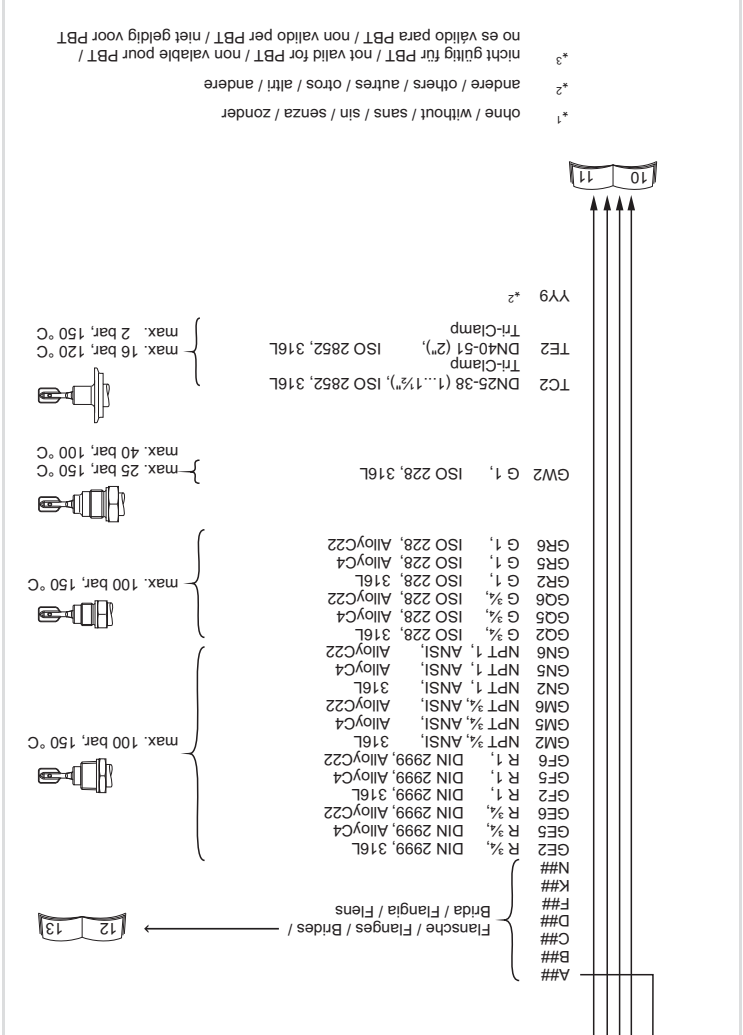 A##
B##
C##
D##
F##
K##
N##
Flansche / Flanges / Brides /
Brida / Flangia / Flens
12 13
GE2 R ¾, DIN 2999, 316L
GE5 R ¾, DIN 2999, AlloyC4
GE6 R ¾, DIN 2999, AlloyC22
GF2 R 1, DIN 2999, 316L
GF5 R 1, DIN 2999, AlloyC4
GF6 R 1, DIN 2999, AlloyC22
GM2 NPT ¾, ANSI, 316L
GM5 NPT ¾, ANSI, AlloyC4
GM6 NPT ¾, ANSI, AlloyC22
GN2 NPT 1, ANSI, 316L
GN5 NPT 1, ANSI, AlloyC4
GN6 NPT 1, ANSI, AlloyC22
max. 100 bar, 150 °C
GQ2 G ¾, ISO 228, 316L
GQ5 G ¾, ISO 228, AlloyC4
GQ6 G ¾, ISO 228, AlloyC22
GR2 G 1, ISO 228, 316L
GR5 G 1, ISO 228, AlloyC4
GR6 G 1, ISO 228, AlloyC22
max. 100 bar, 150 °C
GW2 G 1, ISO 228, 316L
max. 25 bar, 150 °C
max. 40 bar, 100 °C
TC2 DN25-38 (1...1½"), ISO 2852, 316L
Tri-Clamp
TE2 DN40-51 (2"), ISO 2852, 316L
Tri-Clamp
max. 16 bar, 120 °C
max. 2 bar, 150 °C
YY9 *2
10 11
*1 ohne / without / sans / sin / senza / zonder
*2 andere / others / autres / otros / altri / andere
*3 nicht gültig für PBT / not valid for PBT / non valable pour PBT /
no es válido para PBT / non valido per PBT / niet geldig voor PBT